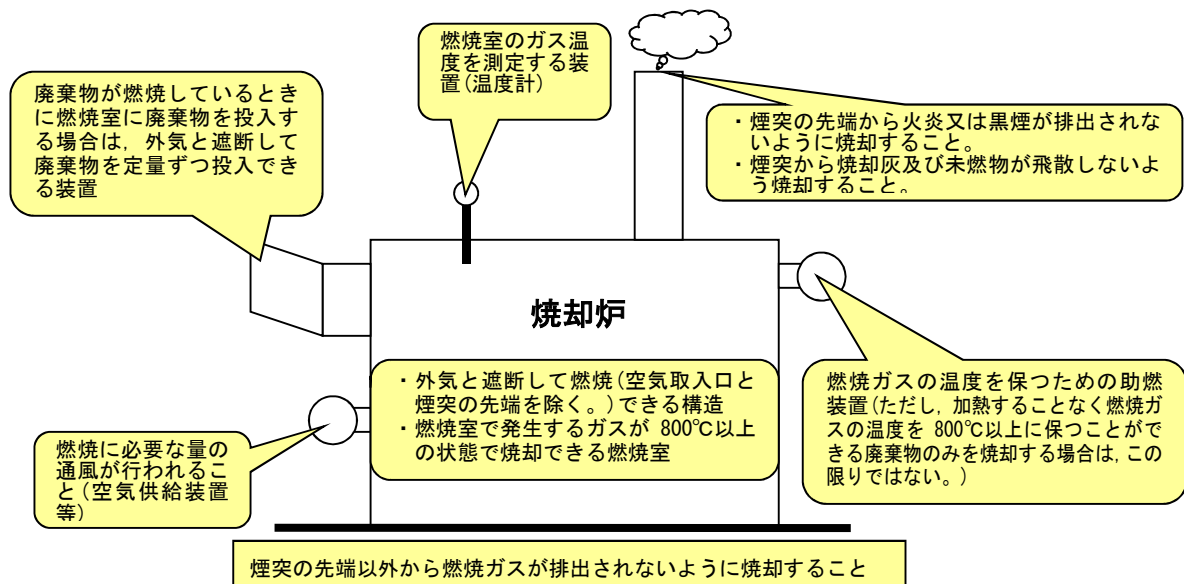 燃焼室のガス温
度を測定する装
置(温度計)
廃棄物が燃焼しているとき
に燃焼室に廃棄物を投入す
る場合は，外気と遮断して
廃棄物を定量ずつ投入でき
る装置
・煙突の先端から火炎又は黒煙が排出されな
いように焼却すること。
・煙突から焼却灰及び未燃物が飛散しないよ
う焼却すること。
焼却炉
・外気と遮断して燃焼(空気取入口と
煙突の先端を除く。)できる構造
・燃焼室で発生するガスが 800℃以上
の状態で焼却できる燃焼室
燃焼ガスの温度を保つための助燃
装置(ただし，加熱することなく燃焼ガ
スの温度を 800℃以上に保つことがで
きる廃棄物のみを焼却する場合は，この
限りではない。)
燃焼に必要な量の
通風が行われるこ
と(空気供給装置
等)
煙突の先端以外から燃焼ガスが排出されないように焼却すること